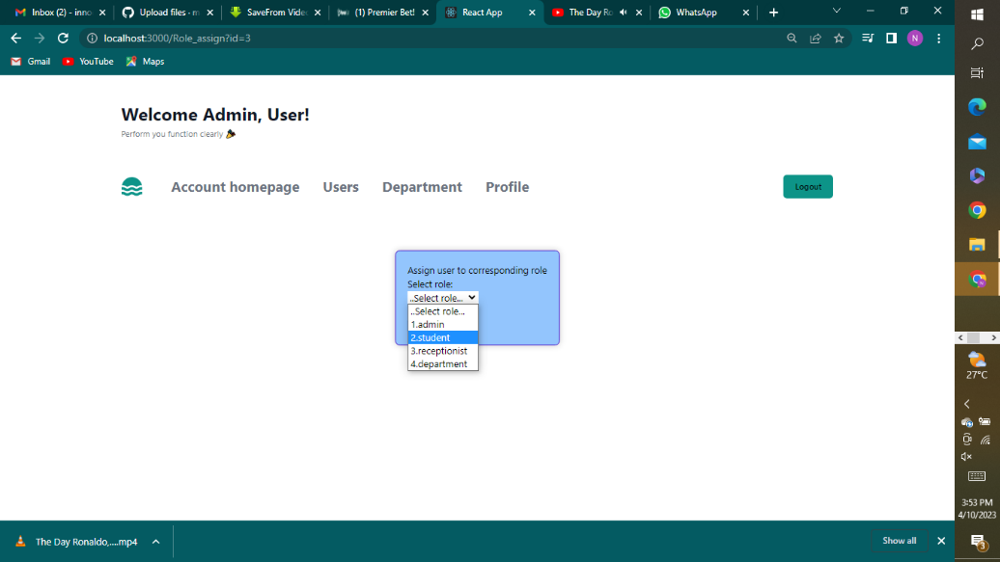 Inbox (2) - inno
Upload files - m
SaveFrom Vide
(1) Premier Bet!
React App
The Day Ro
WhatsApp
localhost:3000/Role_assign?id=3
N
Gmail
YouTube
Maps
Welcome Admin, User!
Perform you function clearly
Account homepage
Users
Department
Profile
Logout
Assign user to corresponding role
Select role:
..Select role...
..Select role...
1.admin
2.student
3.receptionist
4.department
27°C
3:53 PM
4/10/2023
3
The Day Ronaldo,....mp4
Show all